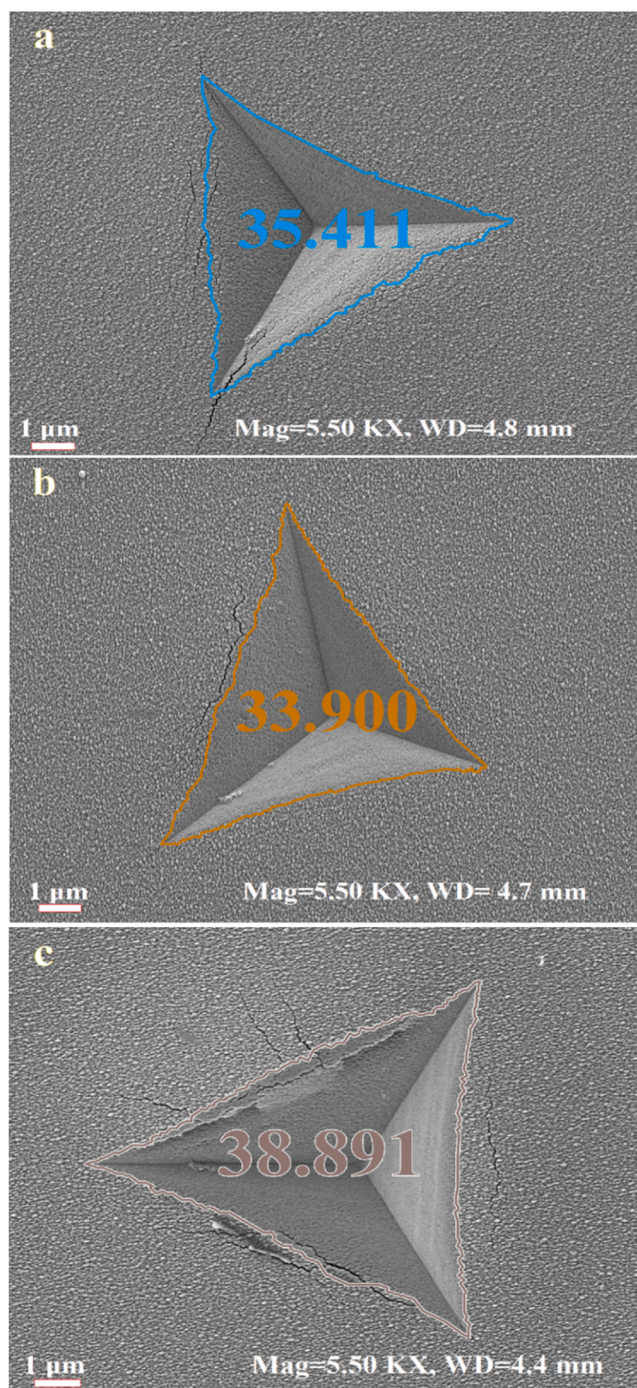 a
35.411
1 µm
Mag=5.50 KX, WD=4.8 mm
b
33.900
1 µm
Mag=5.50 KX, WD= 4.7 mm
c
38.891
1 µm
Mag=5.50 KX, WD=4.4 mm